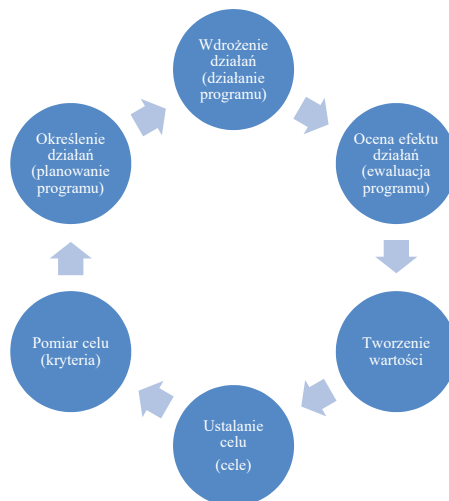 Wdrożenie
działań
(działanie
programu)
Ocena efektu
działań
(ewaluacja
programu)
Tworzenie
wartości
Ustalanie
celu
(cele)
Pomiar celu
(kryteria)
Określenie
działań
(planowanie
programu)